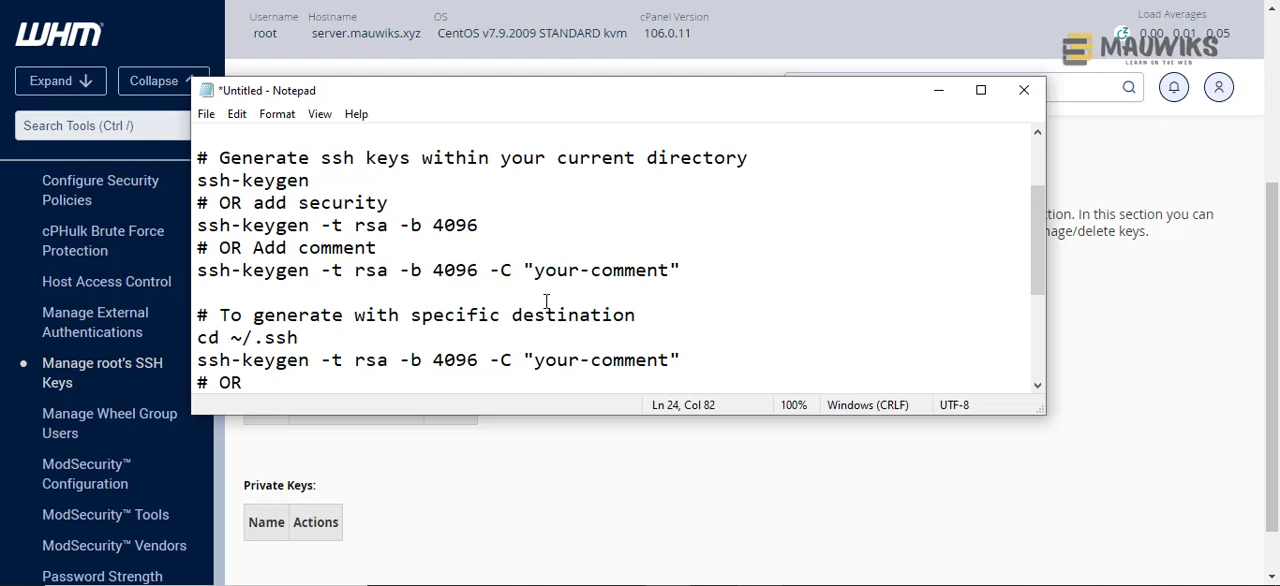 WHM
Username Hostname OS cPanel Version Load Averages
root server.mauwiks.xyz CentOS v7.9.2009 STANDARD kvm 106.0.11 0.00 0.01 0.05
MAUWIKS
LEARN ON THE WEB
Expand Collapse
Search Tools (Ctrl /)
Configure Security
Policies
cPHulk Brute Force
Protection
Host Access Control
Manage External
Authentications
Manage root's SSH
Keys
Manage Wheel Group
Users
ModSecurity™
Configuration
ModSecurity™ Tools
ModSecurity™ Vendors
Password Strength
*Untitled - Notepad
File Edit Format View Help
# Generate ssh keys within your current directory
ssh-keygen
# OR add security
ssh-keygen -t rsa -b 4096
# OR Add comment
ssh-keygen -t rsa -b 4096 -C "your-comment"
# To generate with specific destination
cd ~/.ssh
ssh-keygen -t rsa -b 4096 -C "your-comment"
# OR
Ln 24, Col 82 100% Windows (CRLF) UTF-8
tion. In this section you can
nage/delete keys.
Private Keys:
Name Actions